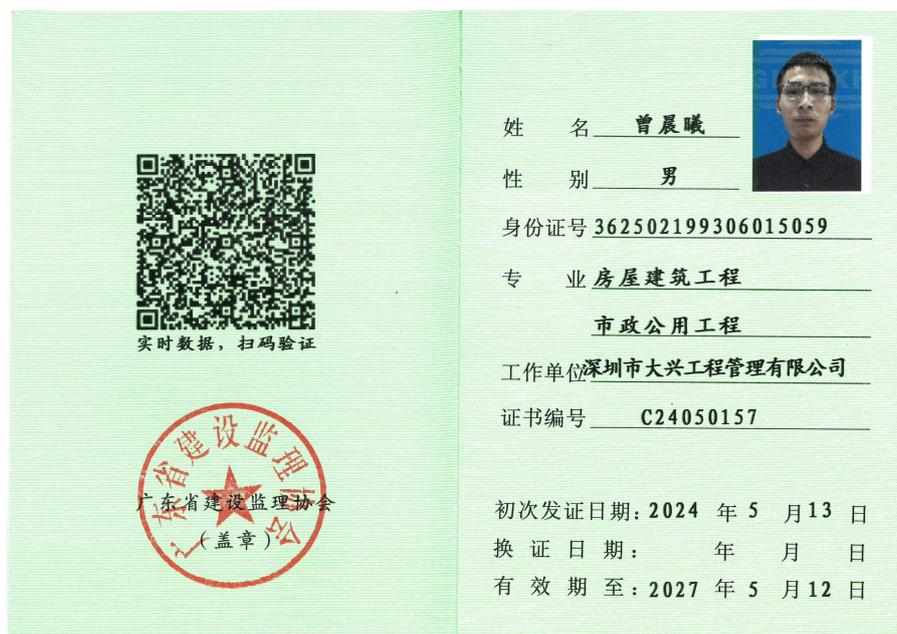 实时数据，扫码验证
广东省建设监理协会
广东省建设监理协会
（盖章）
姓 名 曾晨曦
性 别 男
身份证号 362502199306015059
专 业 房屋建筑工程
市政公用工程
工作单位 深圳市大兴工程管理有限公司
证书编号 C24050157
初次发证日期：2024 年 5 月 13 日
换 证 日 期： 年 月 日
有 效 期 至：2027 年 5 月 12 日